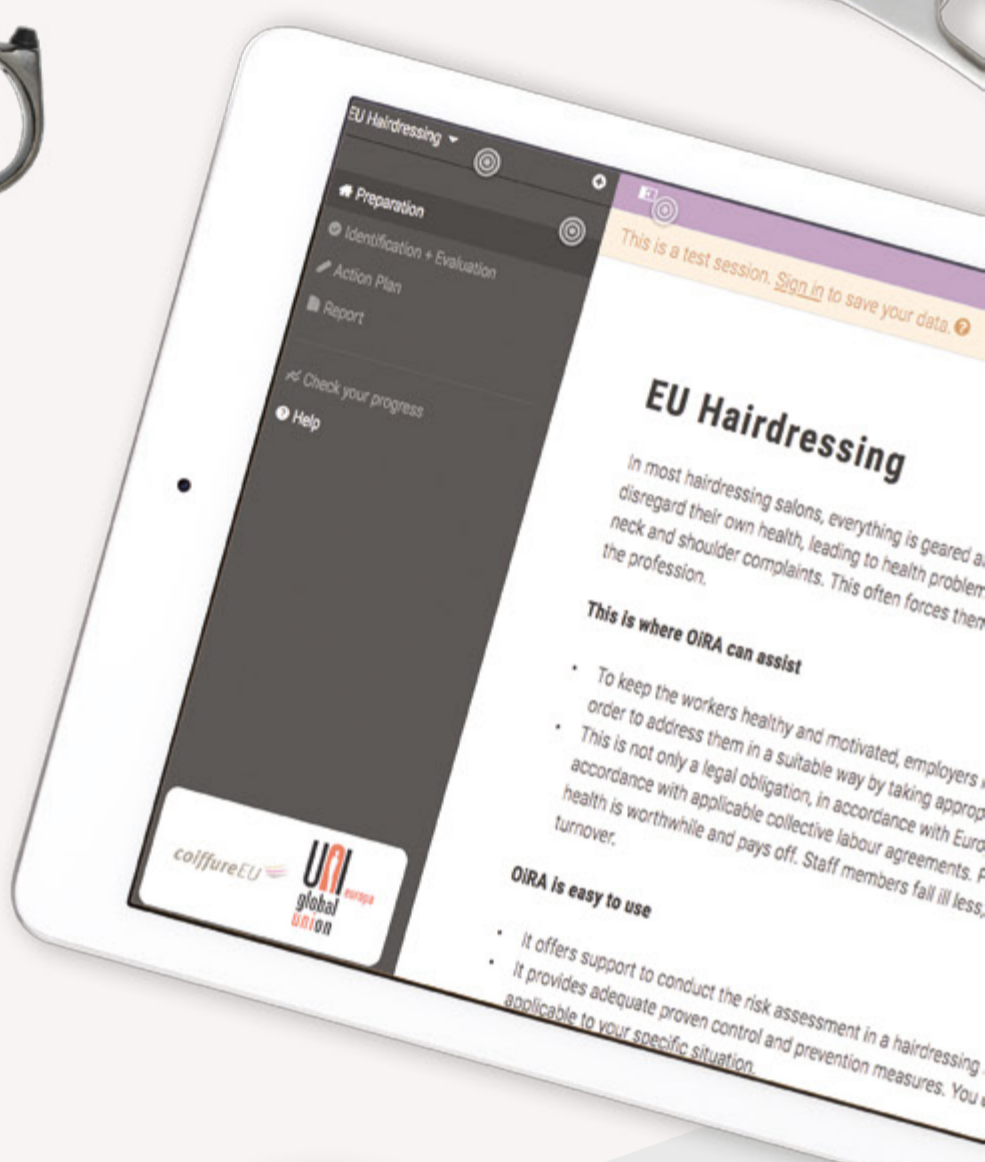 EU Hairdressing
Preparation
Identification + Evaluation
Action Plan
Report
Check your progress
Help
coiffureEU
UNI
europa
global
union
This is a test session. Sign in to save your data.
EU Hairdressing
In most hairdressing salons, everything is geared
disregard their own health, leading to health
neck and shoulder complaints. This often forces them
the profession.
This is where OiRA can assist
To keep the workers healthy and motivated, employers
order to address them in a suitable way by taking
This is not only a legal obligation, in accordance with
accordance with applicable collective labour agreements.
health is worthwhile and pays off. Staff members fall ill less,
turnover.
OiRA is easy to use
It offers support to conduct the risk assessment in a hairdressing
It provides adequate proven control and prevention measures. You
applicable to your specific situation.